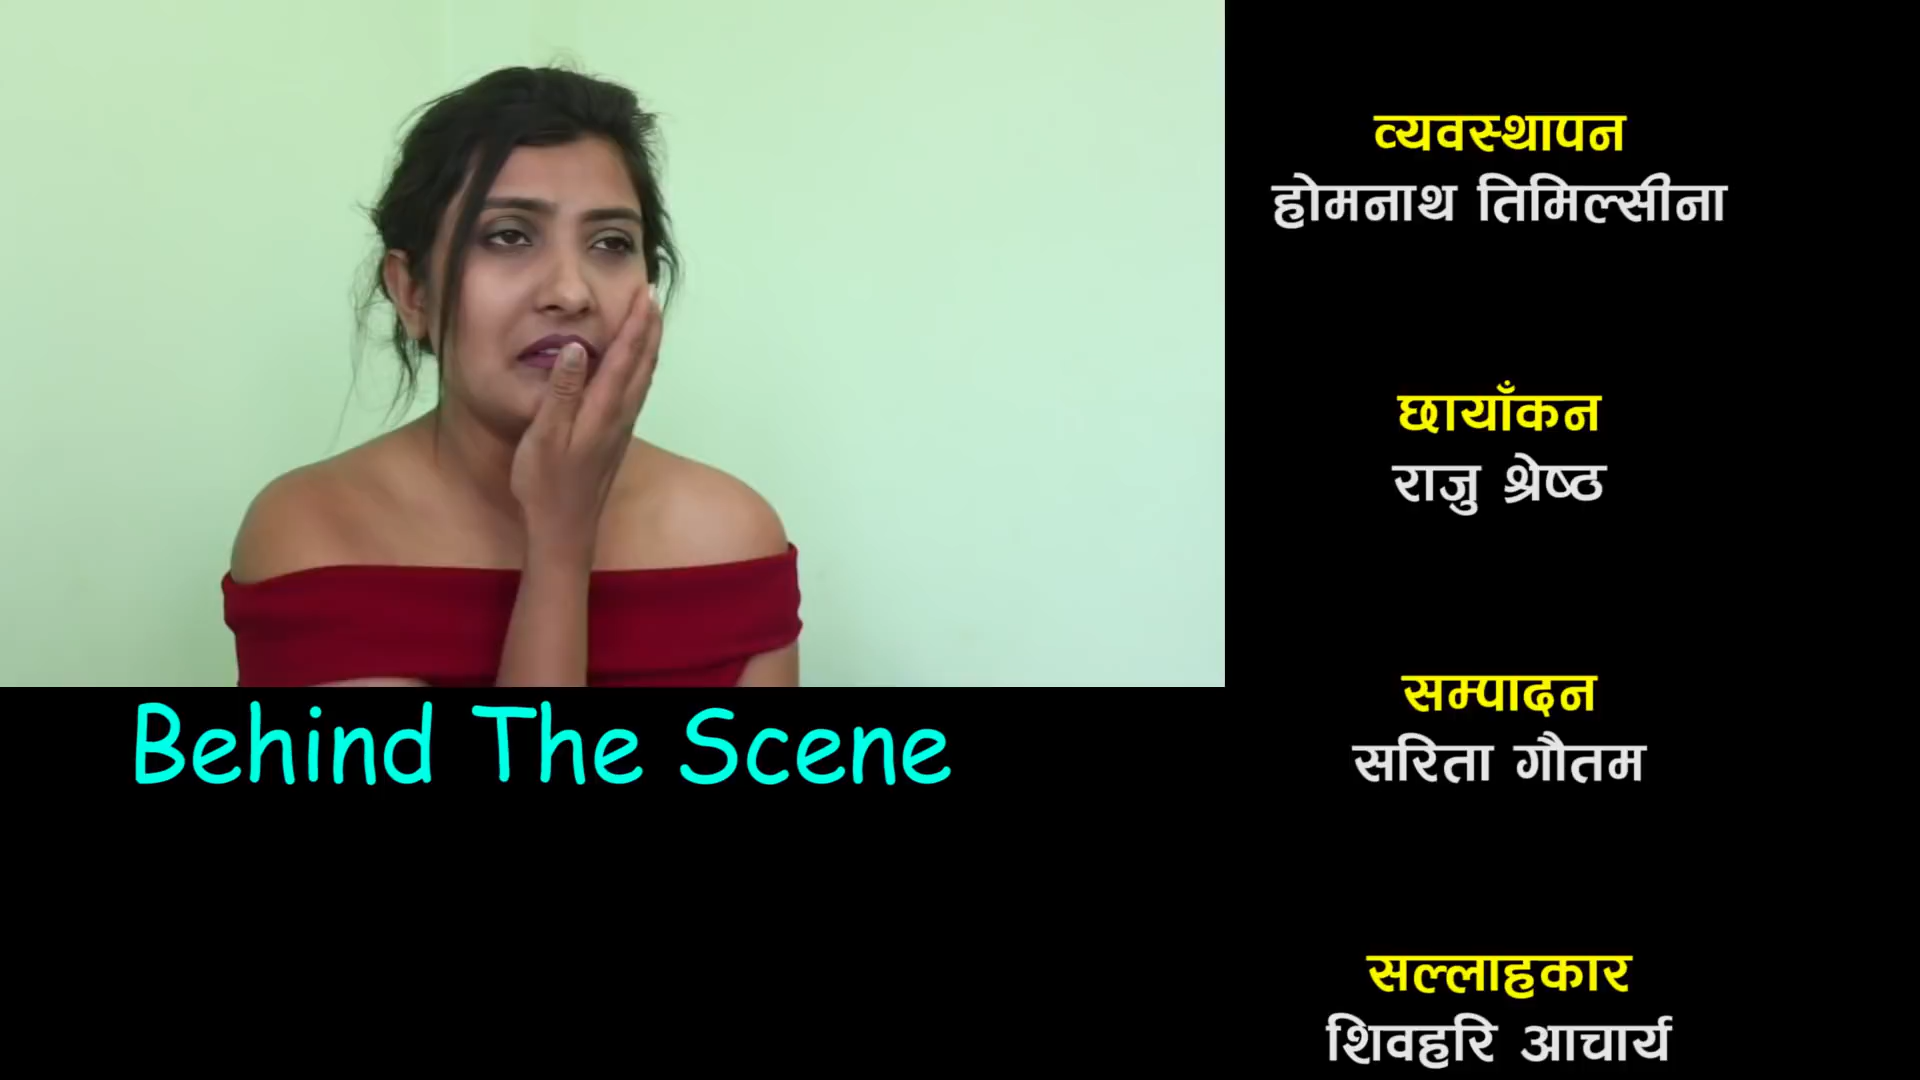 व्यवस्थापन
होमनाथ तिमिल्सीना
छायाँकन
राजु श्रेष्ठ
सम्पादन
सरिता गौतम
सल्लाहकार
शिवहरि आचार्य
Behind The Scene